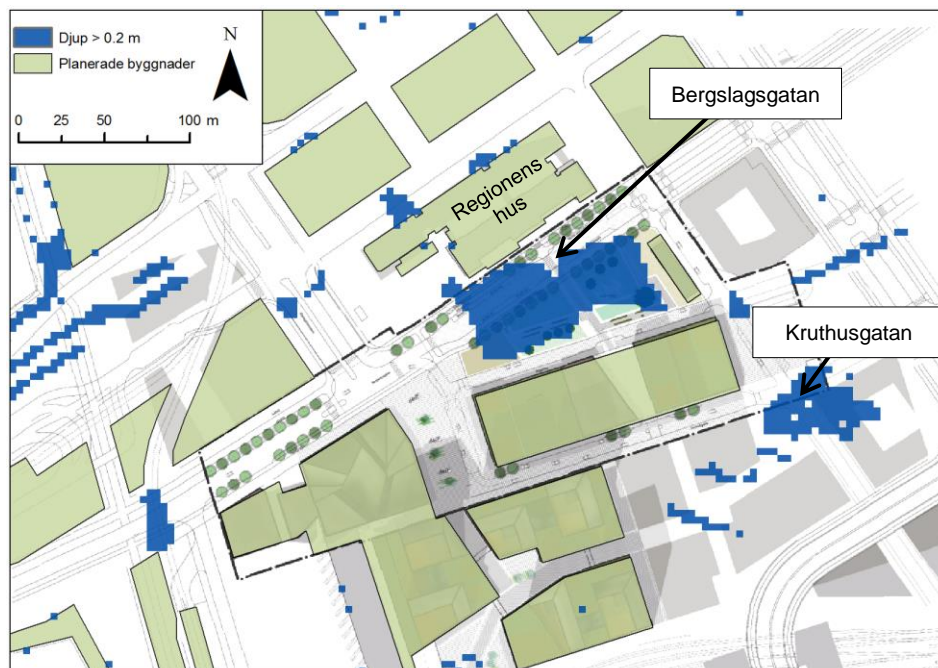 Djup > 0.2 m
Planerade byggnader
N
0 25 50 100 m
Bergslagsgatan
Regionens
hus
Kruthusgatan